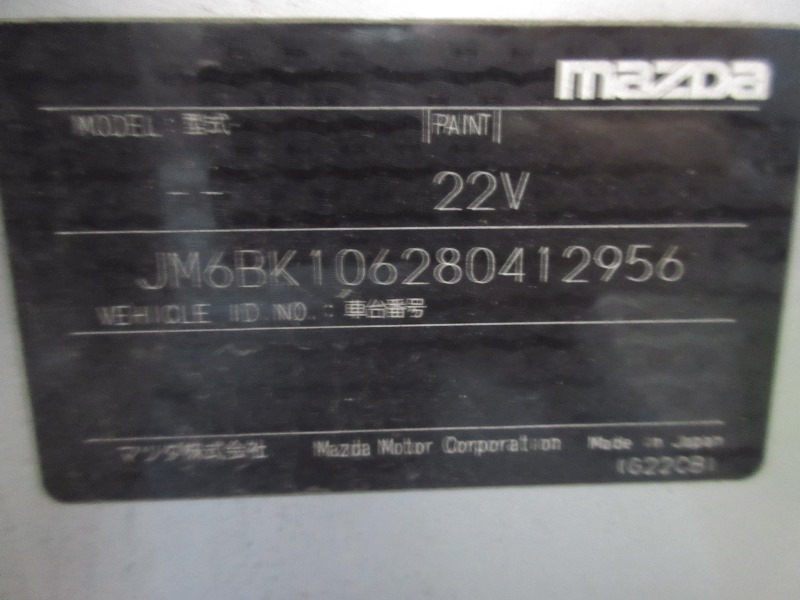 mazda
MODEL : 型式 PAINT
-- 22V
JM6BK106280412956
VEHICLE ID NO. : 車台番号
マツダ株式会社 Mazda Motor Corporation Made in Japan
(G22CB)